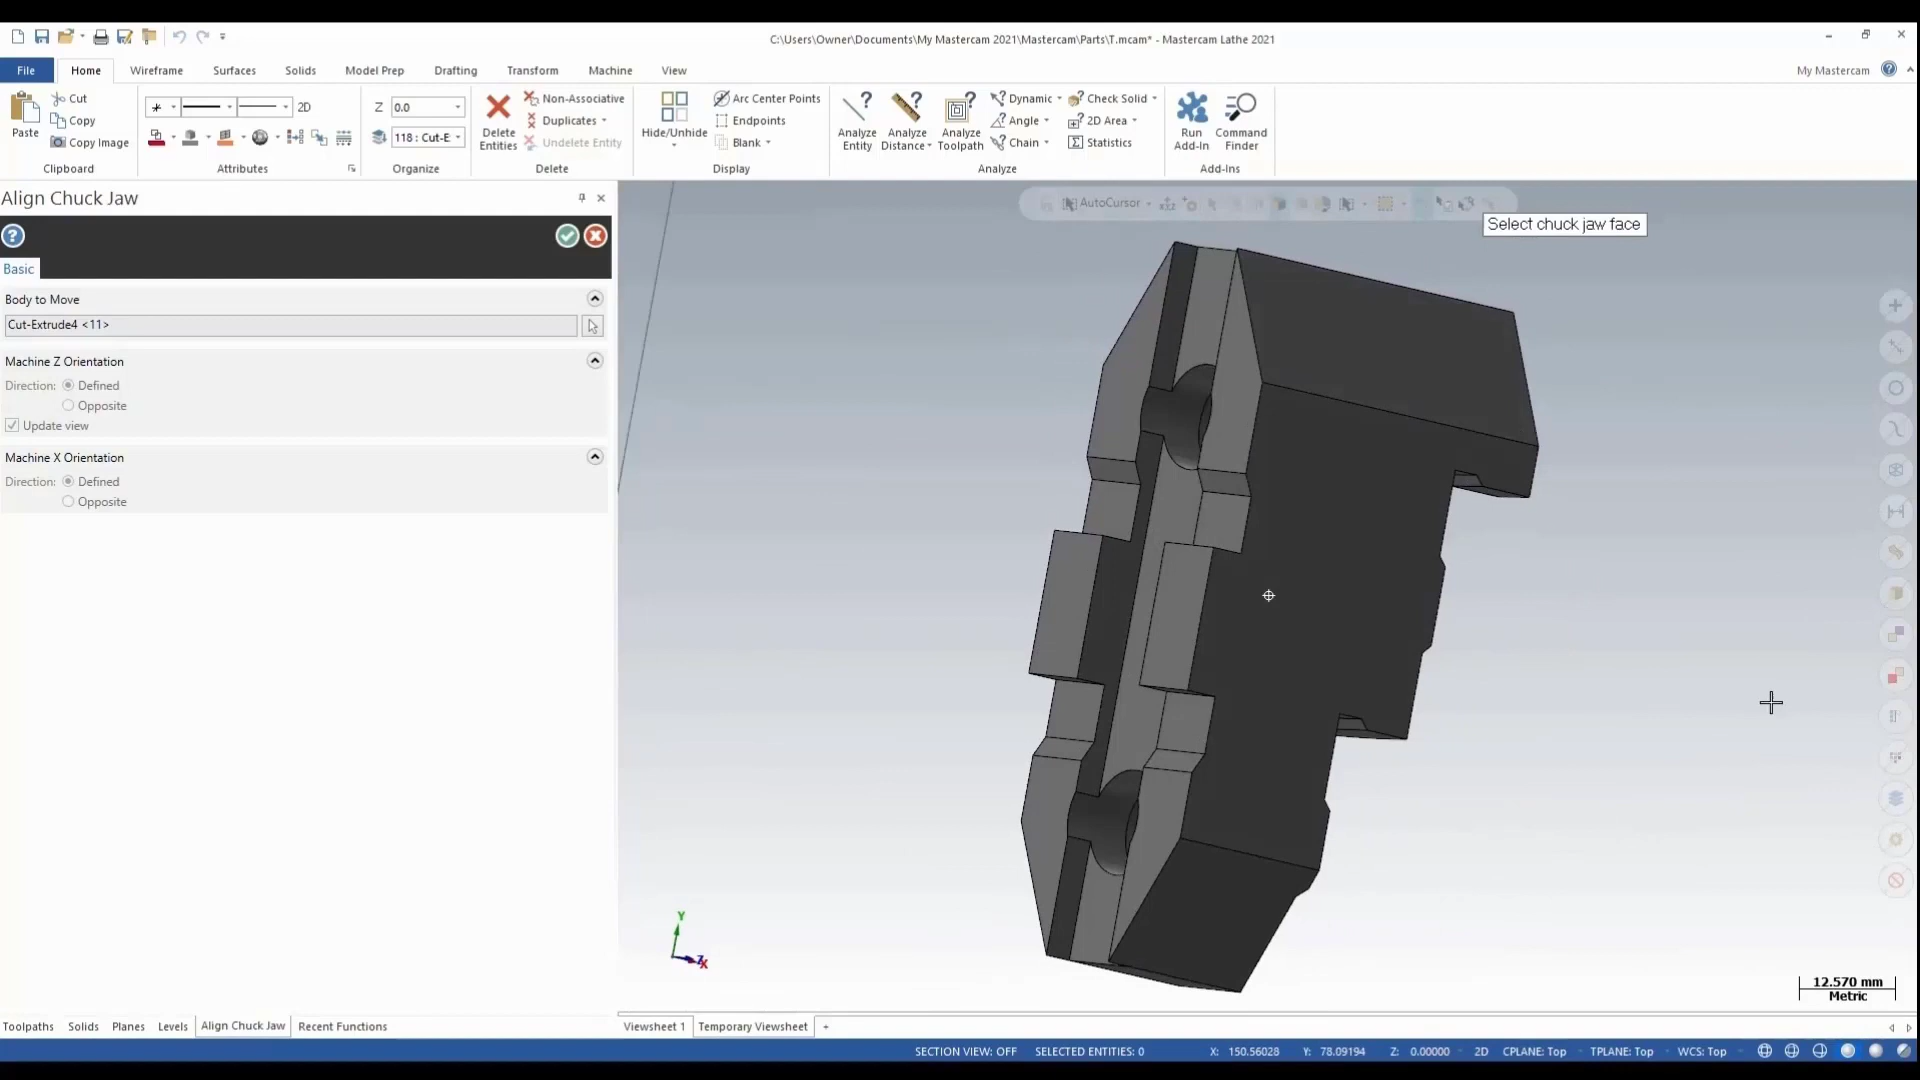 C:\Users\Owner\Documents\My Mastercam 2021\Mastercam\Parts\T.mcam* - Mastercam Lathe 2021
File Home Wireframe Surfaces Solids Model Prep Drafting Transform Machine View My Mastercam
Paste
Cut
Copy
Copy Image
Clipboard
2D
Attributes
Z 0.0
118 : Cut-E
Organize
Delete Entities
Non-Associative
Duplicates
Undelete Entity
Delete
Hide/Unhide
Arc Center Points
Endpoints
Blank
Display
Analyze Entity
Analyze Distance
Analyze Toolpath
Dynamic
Angle
Chain
Check Solid
2D Area
Statistics
Analyze
Run Add-In
Command Finder
Add-Ins
Align Chuck Jaw
Basic
Body to Move
Cut-Extrude4 <11>
Machine Z Orientation
Direction: Defined
Opposite
Update view
Machine X Orientation
Direction: Defined
Opposite
AutoCursor
Select chuck jaw face
Y
Z
X
12.570 mm
Metric
Toolpaths Solids Planes Levels Align Chuck Jaw Recent Functions
Viewsheet 1 Temporary Viewsheet +
SECTION VIEW: OFF SELECTED ENTITIES: 0 X: 150.56028 Y: 78.09194 Z: 0.00000 2D CPLANE: Top TPLANE: Top WCS: Top